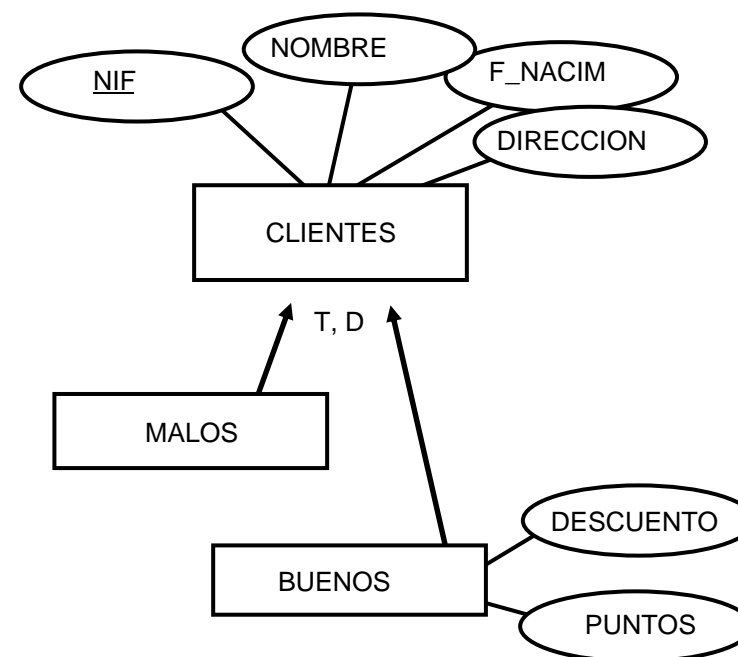 NOMBRE
NIF
F_NACIM
DIRECCION
CLIENTES
T, D
MALOS
DESCUENTO
BUENOS
PUNTOS